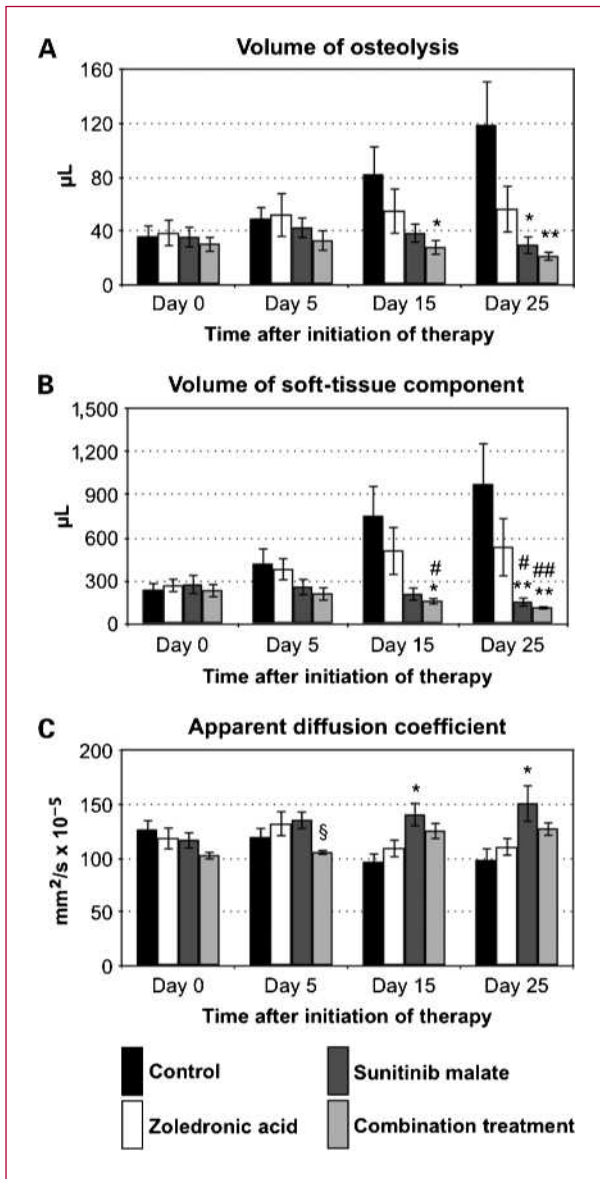 A Volume of osteolysis
160
120
80
40
0
µL
* * **
Day 0 Day 5 Day 15 Day 25
Time after initiation of therapy
B Volume of soft-tissue component
1,500
1,200
900
600
300
0
µL
# # ##
* ** **
Day 0 Day 5 Day 15 Day 25
Time after initiation of therapy
C Apparent diffusion coefficient
200
150
100
50
0
mm²/s x 10⁻⁵
§ * *
Day 0 Day 5 Day 15 Day 25
Time after initiation of therapy
Control Sunitinib malate
Zoledronic acid Combination treatment